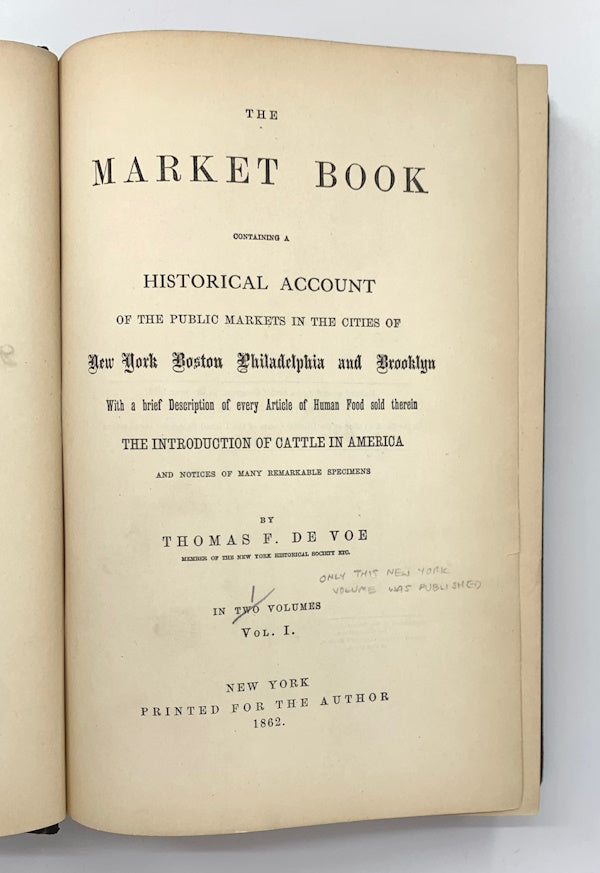 THE
MARKET BOOK
CONTAINING A
HISTORICAL ACCOUNT
OF THE PUBLIC MARKETS IN THE CITIES OF
New York Boston Philadelphia and Brooklyn
With a brief Description of every Article of Human Food sold therein
THE INTRODUCTION OF CATTLE IN AMERICA
AND NOTICES OF MANY REMARKABLE SPECIMENS
BY
THOMAS F. DE VOE
MEMBER OF THE NEW YORK HISTORICAL SOCIETY ETC.
ONLY THIS NEW YORK
VOLUME WAS PUBLISHED
1
IN TWO VOLUMES
VOL. I.
NEW YORK
PRINTED FOR THE AUTHOR
1862.